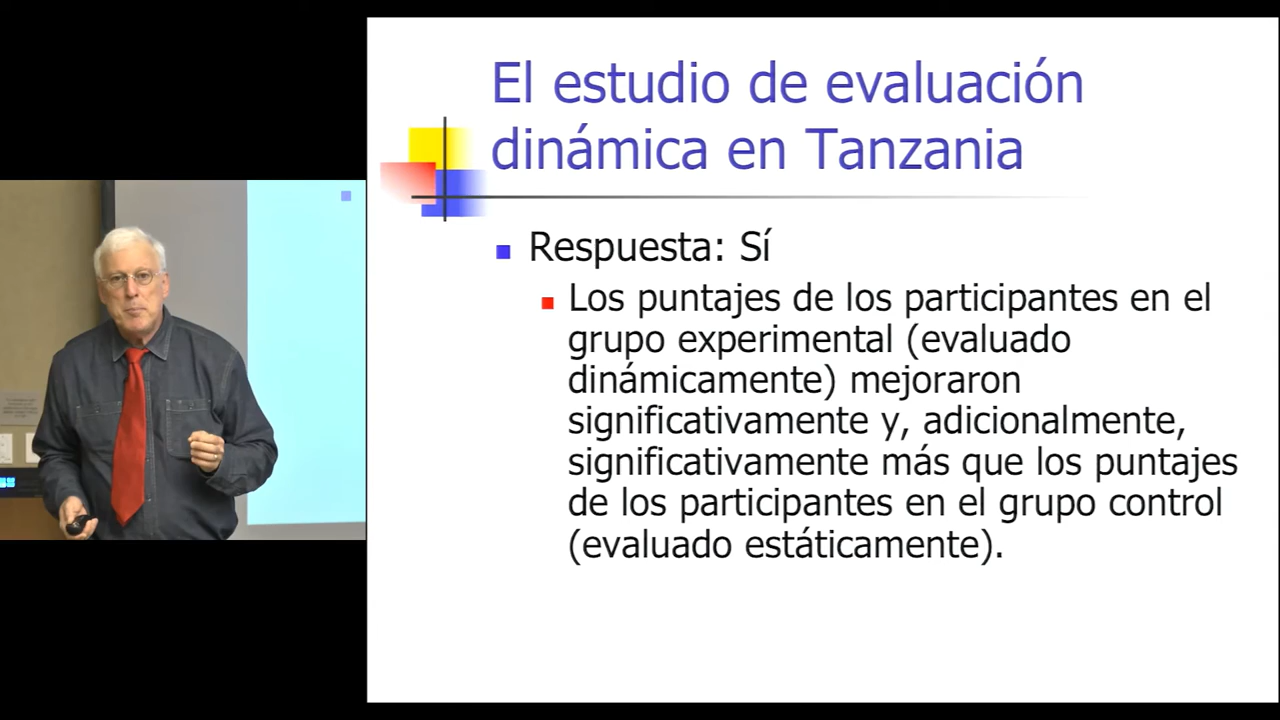 El estudio de evaluación
dinámica en Tanzania
Respuesta: Sí
Los puntajes de los participantes en el
grupo experimental (evaluado
dinámicamente) mejoraron
significativamente y, adicionalmente,
significativamente más que los puntajes
de los participantes en el grupo control
(evaluado estáticamente).